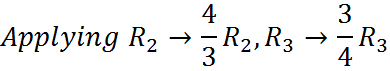 Applying R₂ → 4/3 R₂, R₃ → 3/4 R₃